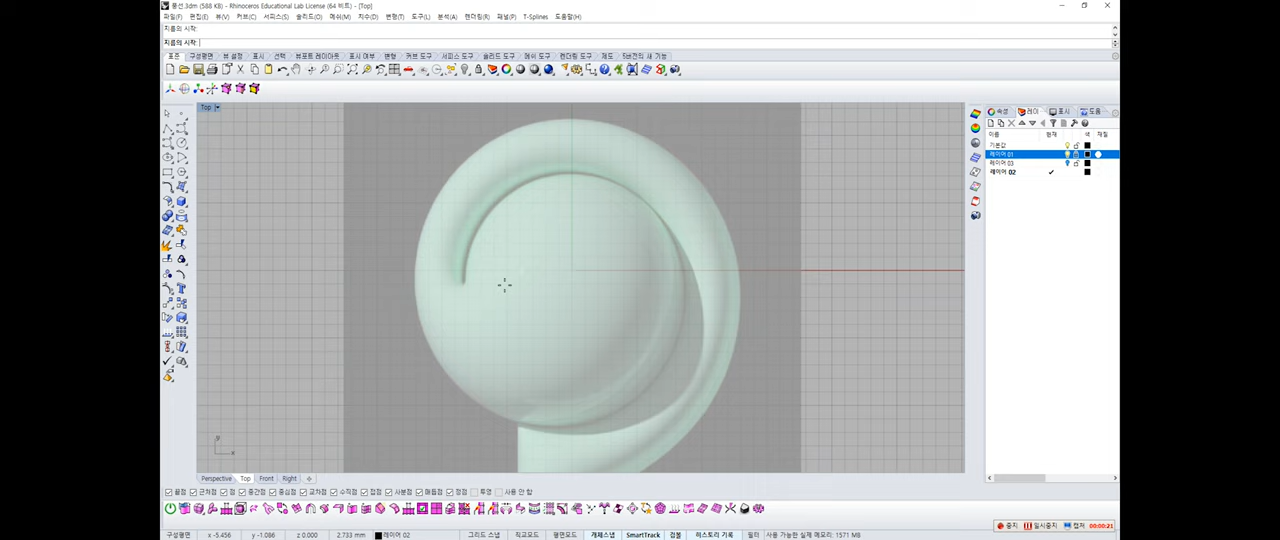 풍선.3dm (588 KB) - Rhinoceros Educational Lab License (64 비트) - [Top]
파일(F) 편집(E) 뷰(V) 커브(C) 서피스(S) 솔리드(O) 메쉬(M) 치수(D) 변형(T) 도구(L) 분석(A) 렌더링(R) 패널(P) T-Splines 도움말(H)
지름의 시작:
지름의 시작:
표준 구성평면 뷰 설정 표시 선택 뷰포트 레이아웃 표시 여부 변형 커브 도구 서피스 도구 솔리드 도구 메쉬 도구 렌더링 도구 제도 5버전의 새 기능
Top
속성 레이 표시 도움
이름 현재 색 재질
기본값
레이어 01
레이어 03
레이어 02
y
x
Perspective Top Front Right
끝점 근처점 점 중간점 중심점 교차점 수직점 접점 사분점 매듭점 정점 투영 사용 안 함
중지 일시중지 캡처 00:00:21
구성평면 x -5.456 y -1.086 z 0.000 2.733 mm 레이어 02 그리드 스냅 직교모드 평면모드 개체스냅 SmartTrack 검볼 히스토리 기록 필터 사용 가능한 실제 메모리: 1571 MB